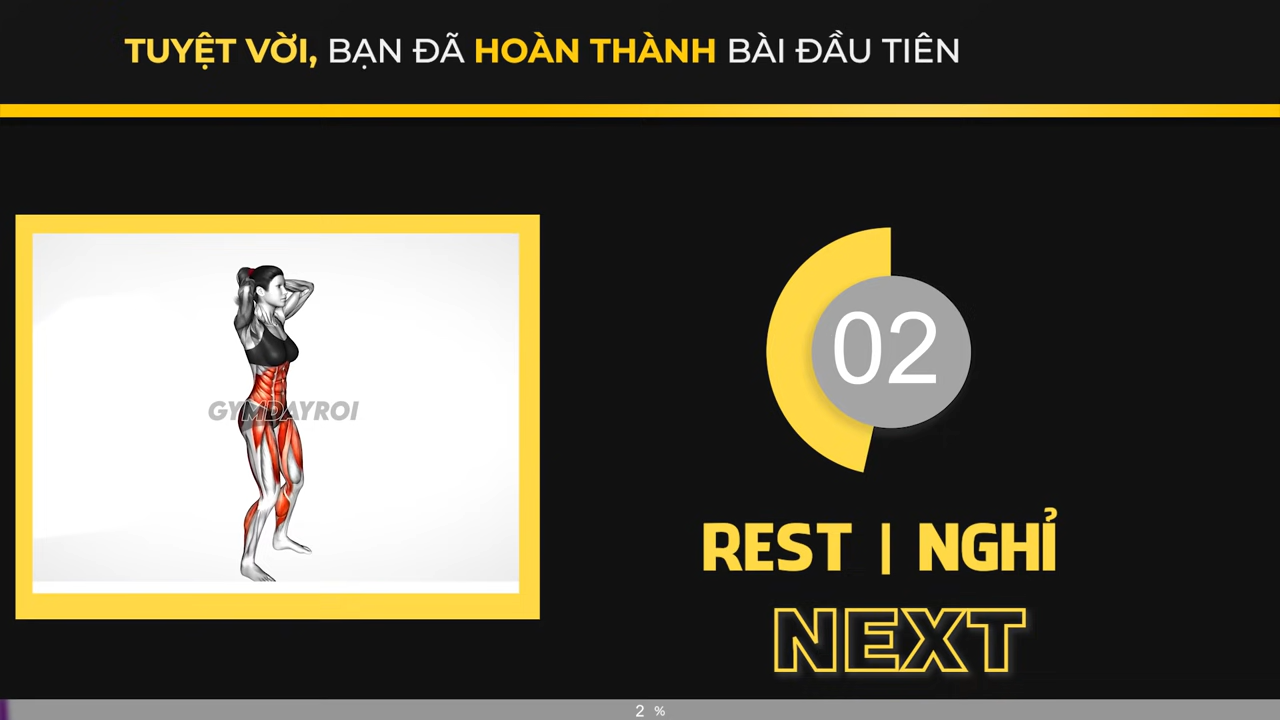 TUYỆT VỜI, BẠN ĐÃ HOÀN THÀNH BÀI ĐẦU TIÊN
GYMDAYROI
02
REST | NGHỈ
NEXT
2 %